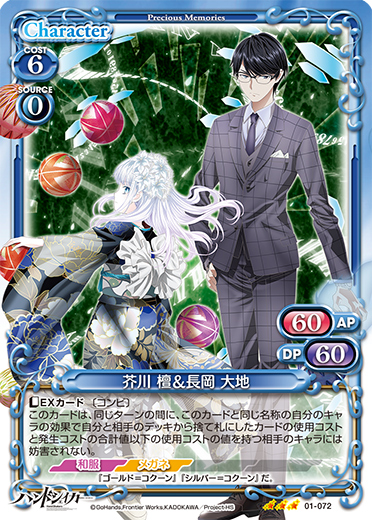 Precious Memories
Character
COST
6
SOURCE
0
60 AP
DP 60
芥川 檀&長岡 大地
EXカード〔コンビ〕
このカードは、同じターンの間に、このカードと同じ名称の自分のキャ
ラの効果で自分と相手のデッキから捨て札にしたカードの使用コスト
と発生コストの合計値以下の使用コストの値を持つ相手のキャラには
妨害されない。
和服 メガネ
『ゴールド=コクーン』『シルバー=コクーン』だ。
ハンドシェイカー
©GoHands,Frontier Works,KADOKAWA / Project-HS
01-072